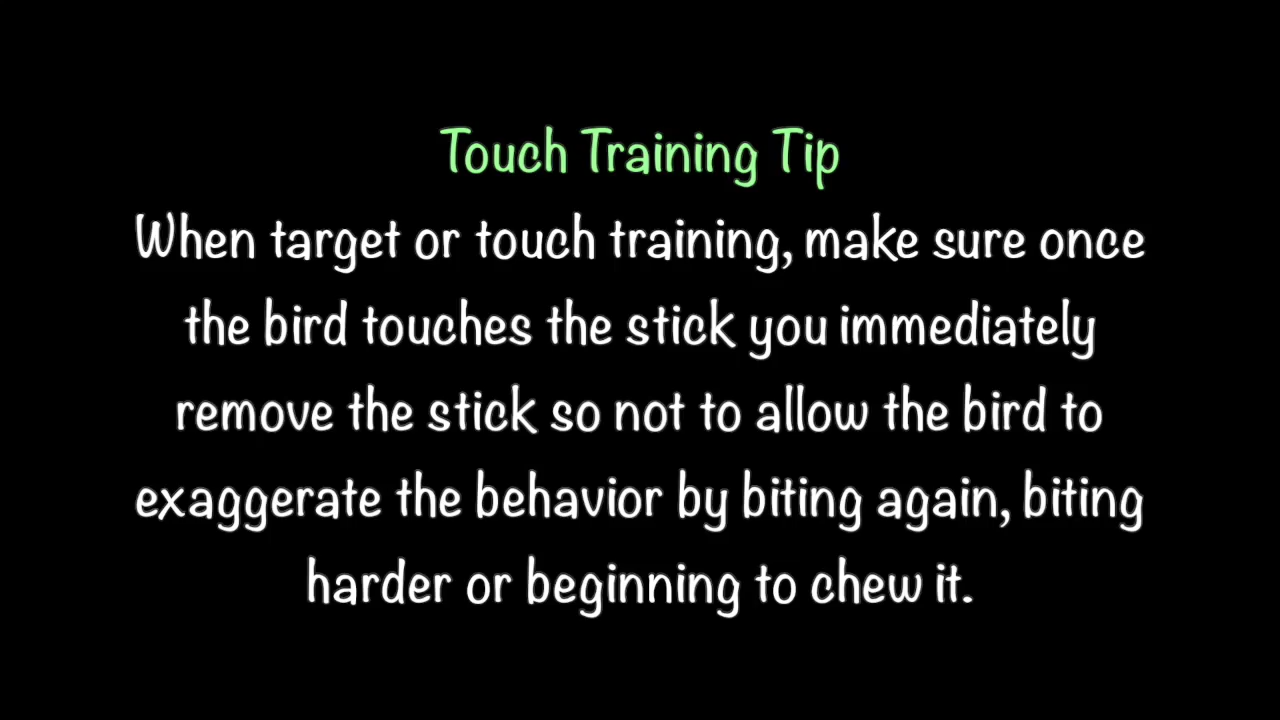 Touch Training Tip
When target or touch training, make sure once
the bird touches the stick you immediately
remove the stick so not to allow the bird to
exaggerate the behavior by biting again, biting
harder or beginning to chew it.